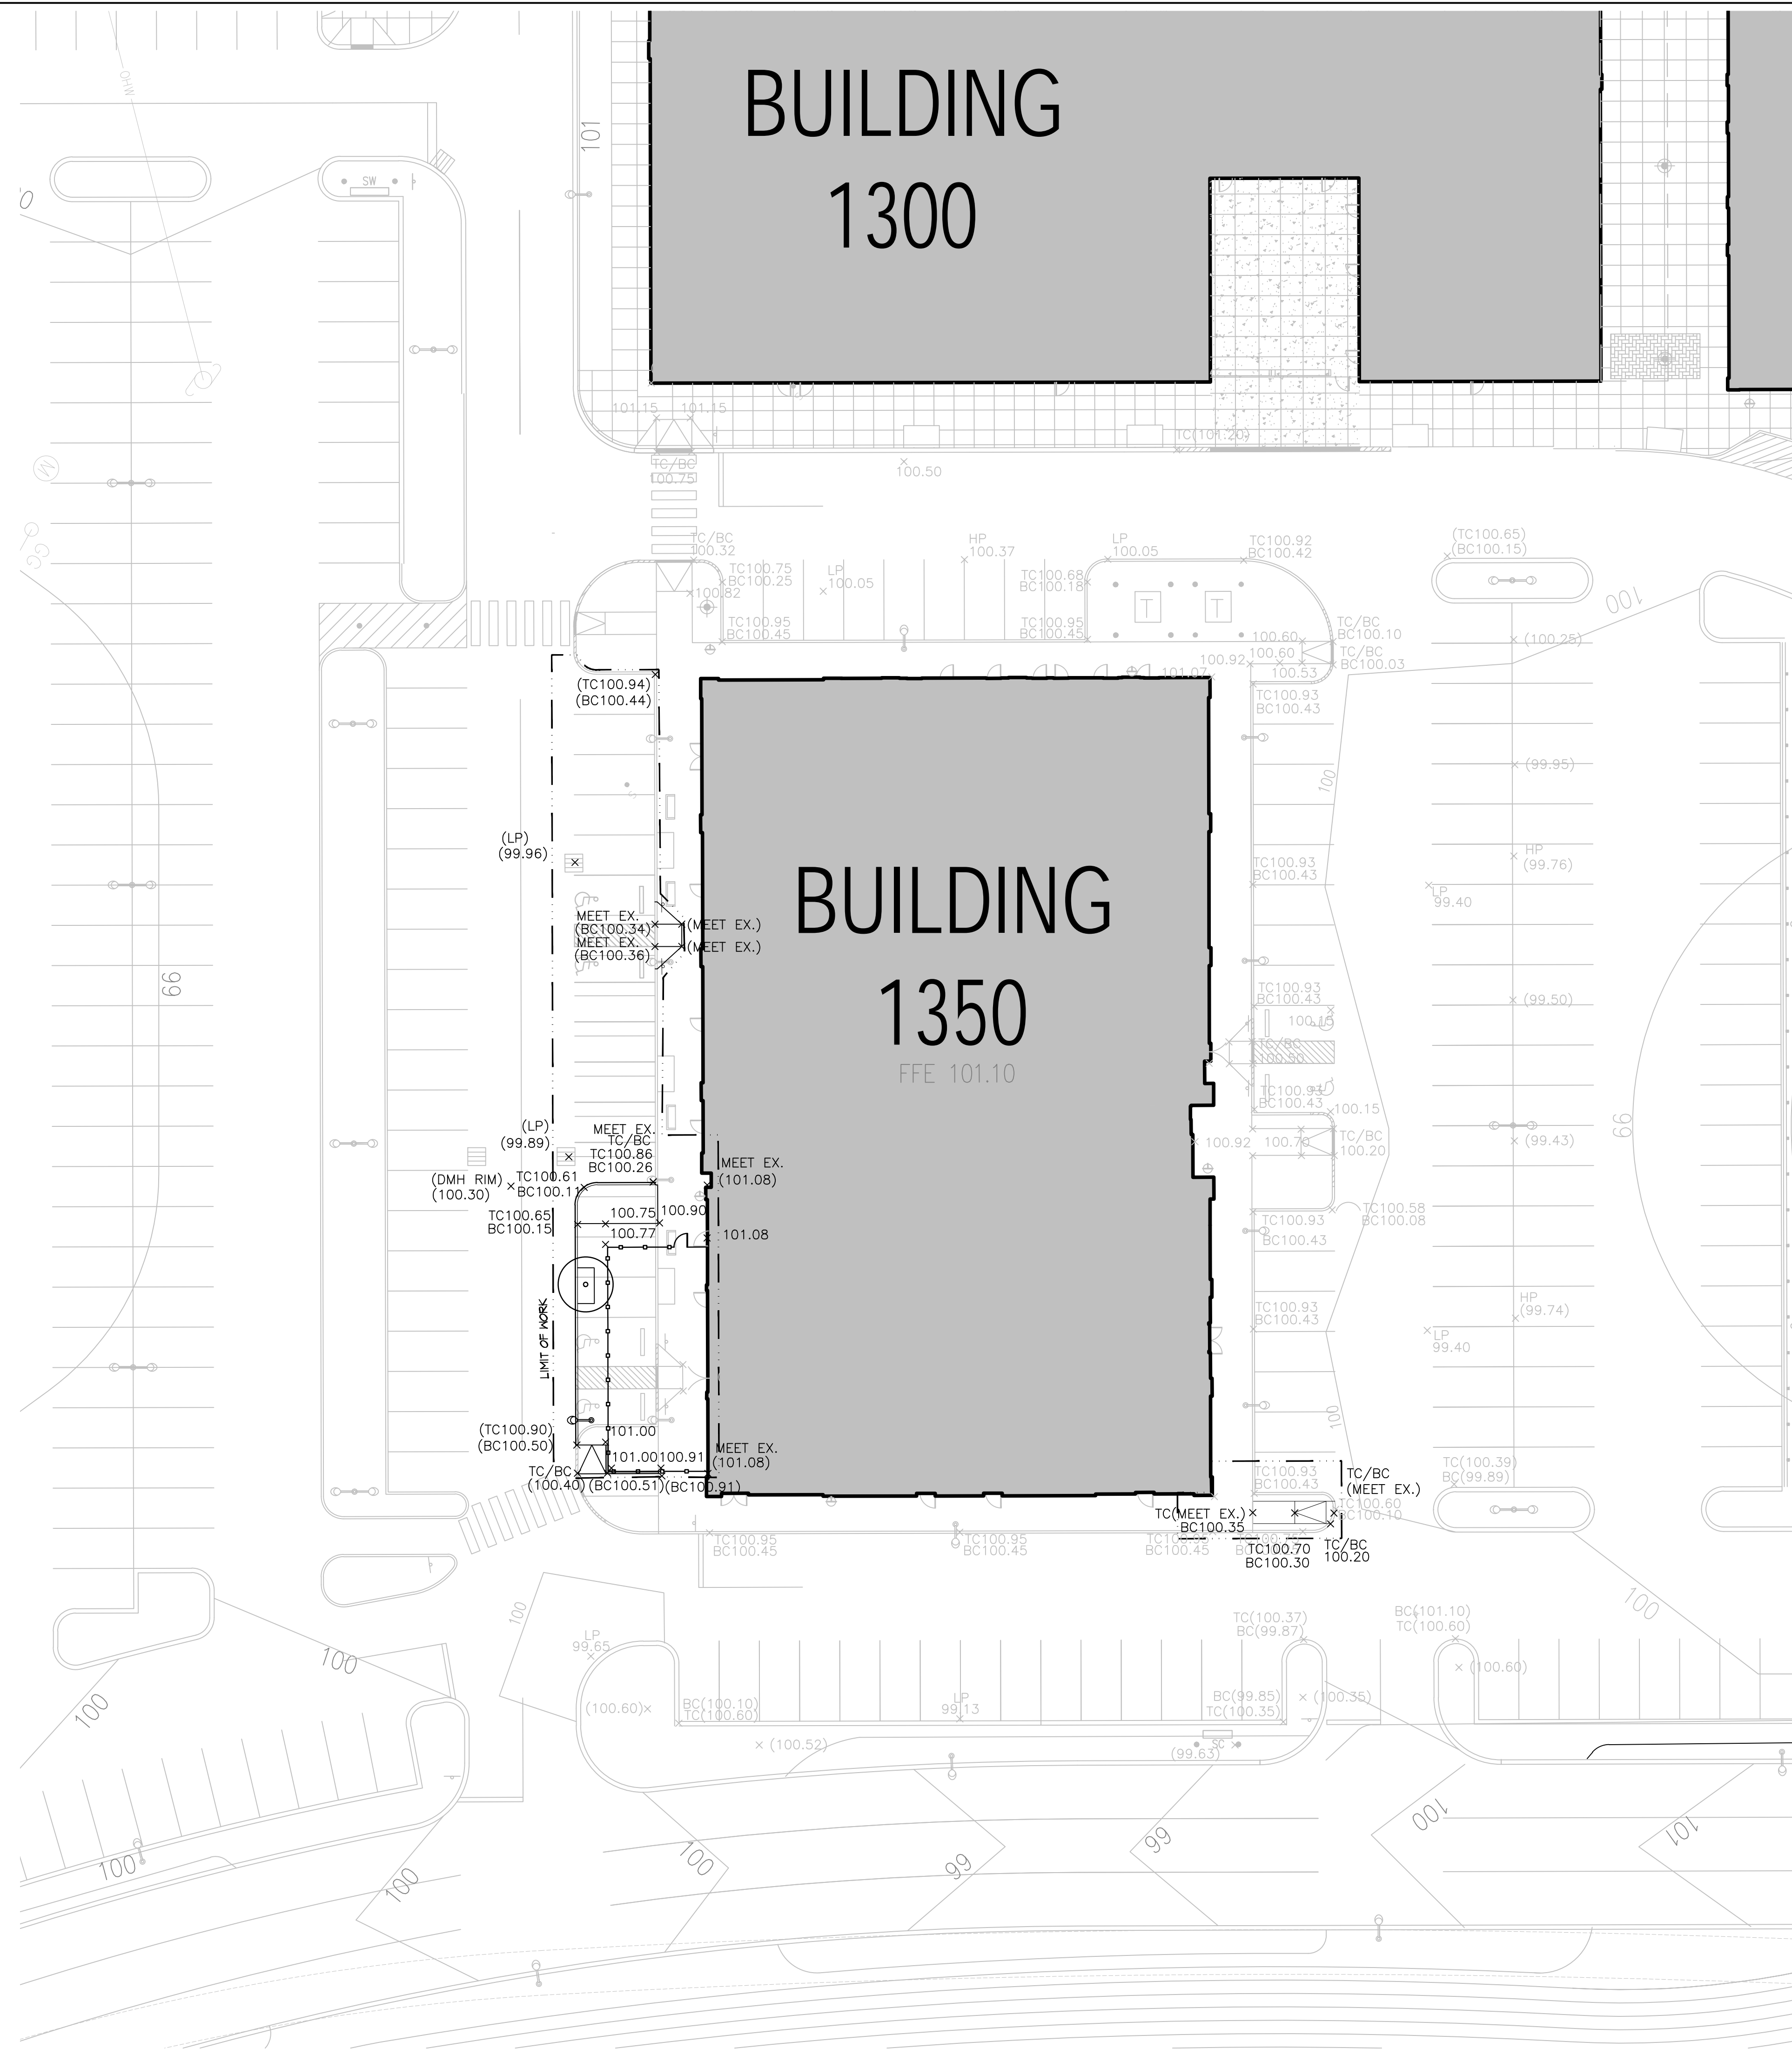 OHW
BUILDING
1300
101
SW
101.15
101.15
TC(101.20)
TC/BC
100.75
100.50
TC/BC
100.32
HP
100.37
LP
100.05
TC100.92
BC100.42
(TC100.65)
(BC100.15)
TC100.75
BC100.25
LP
100.05
TC100.68
BC100.18
100.82
T
T
100
M
GG
TC100.95
BC100.45
TC100.95
BC100.45
100.60
TC/BC
BC100.10
(100.25)
100.60
100.92
100.53
TC/BC
BC100.03
101.07
(TC100.94)
(BC100.44)
TC100.93
BC100.43
S
100
(99.95)
(LP)
(99.96)
BUILDING
1350
FFE 101.10
TC100.93
BC100.43
HP
(99.76)
LP
99.40
MEET EX.
(BC100.34)
(MEET EX.)
MEET EX.
(BC100.36)
(MEET EX.)
99
TC100.93
BC100.43
(99.50)
100.15
TC/BC
100.50
TC100.93
BC100.43
100.15
(LP)
(99.89)
MEET EX.
TC/BC
TC100.86
BC100.26
100.92
100.70
TC/BC
100.20
(99.43)
99
MEET EX.
(101.08)
(DMH RIM)
(100.30)
TC100.61
BC100.11
TC100.65
BC100.15
100.75
100.90
100.77
101.08
TC100.93
BC100.43
TC100.58
BC100.08
LIMIT OF WORK
TC100.93
BC100.43
HP
(99.74)
LP
99.40
100
(TC100.90)
(BC100.50)
101.00
101.00
100.91
MEET EX.
(101.08)
TC/BC
(100.40)
(BC100.51)
(BC100.91)
TC100.93
BC100.43
TC/BC
(MEET EX.)
TC(100.39)
BC(99.89)
TC100.60
BC100.10
TC(MEET EX.)
BC100.35
TC100.95
BC100.45
TC100.95
BC100.45
TC100.95
BC100.45
TC100.70
BC100.30
TC/BC
100.20
100
100
LP
99.65
TC(100.37)
BC(99.87)
BC(101.10)
TC(100.60)
100
(100.60)
100
(100.60)
BC(100.10)
TC(100.60)
LP
99.13
BC(99.85)
TC(100.35)
(100.35)
(100.52)
SC
(99.63)
100
100
100
99
99
100
101